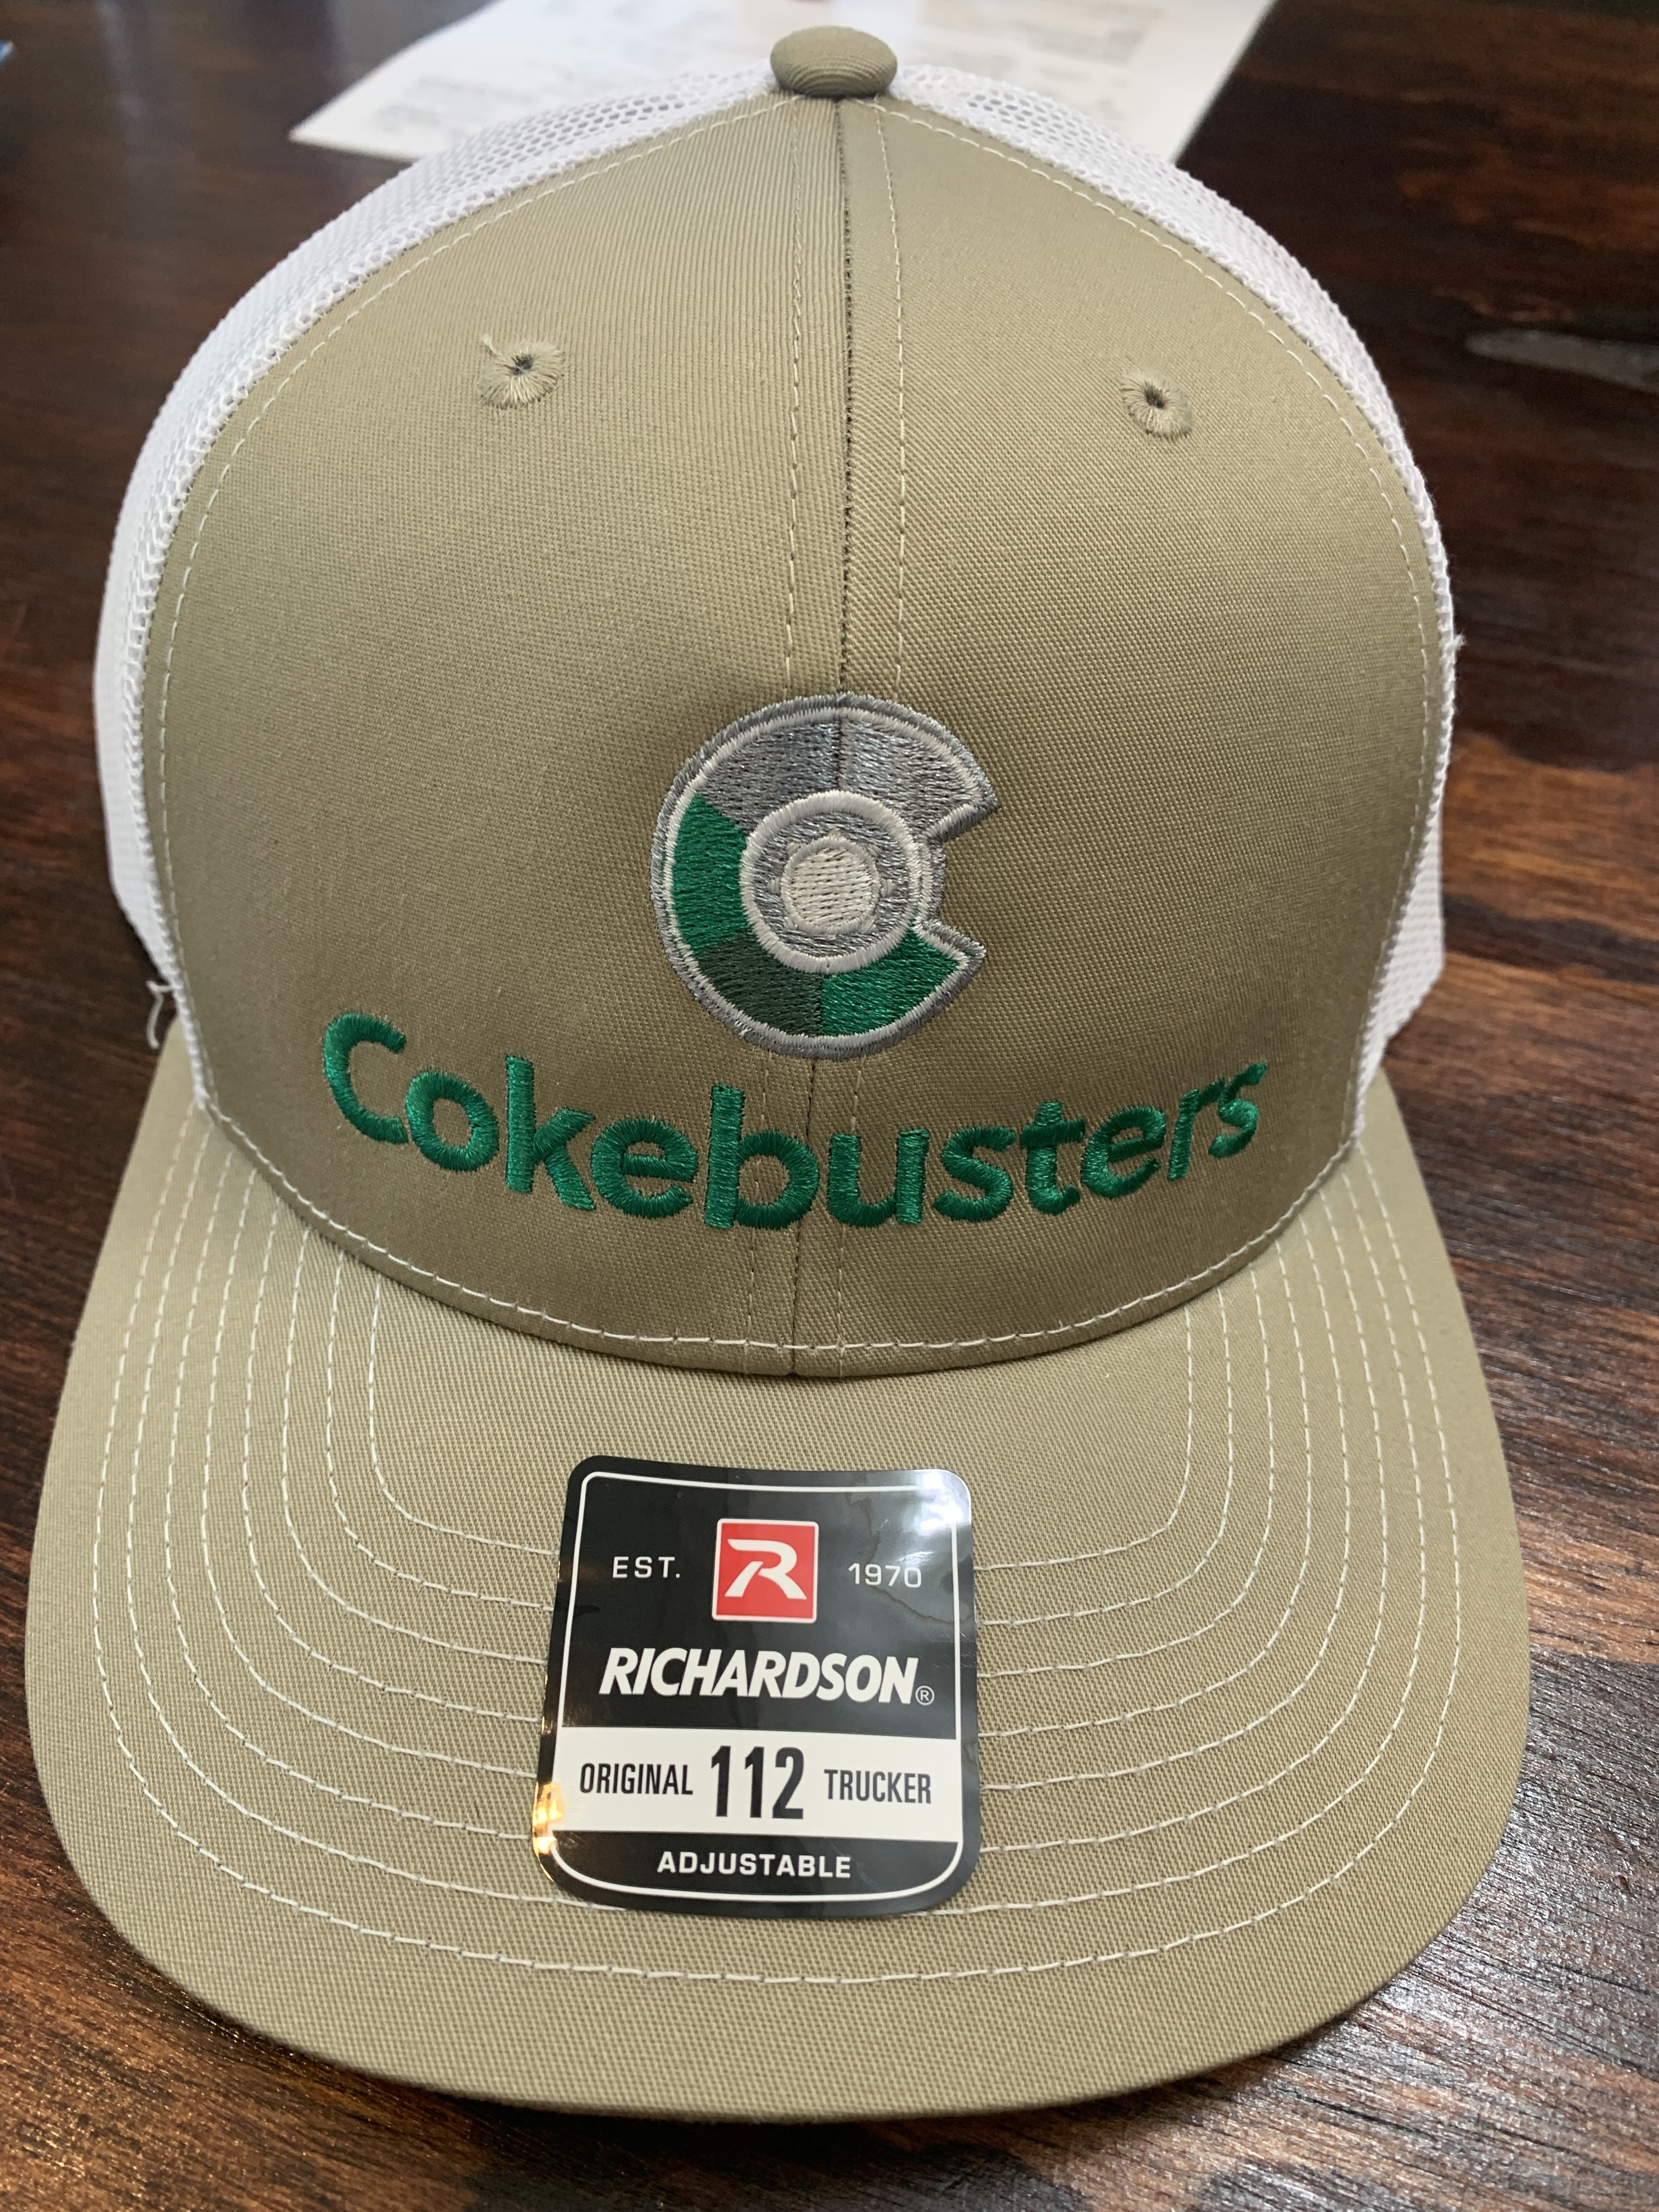 Cokebusters
EST. R 1970
RICHARDSON®
ORIGINAL 112 TRUCKER
ADJUSTABLE